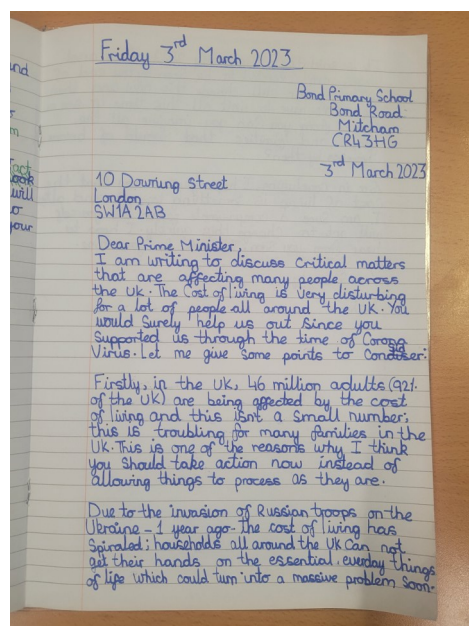 Friday 3rd March 2023
Bond Primary School
Bond Road
Mitcham
CR4 3HG
3rd March 2023
10 Downing Street
London
SW1A 2AB
Dear Prime Minister,
I am writing to discuss critical matters
that are affecting many people across
the UK. The Cost of living is very disturbing
for a lot of people all around the UK. You
would surely help us out since you
supported us through the time of Corona
Virus. Let me give some points to Consider.
Firstly, in the UK, 46 million adults (92%
of the UK) are being affected by the cost
of living and this isn't a small number;
this is troubling for many families in the
UK. This is one of the reasons why I think
you should take action now instead of
allowing things to process as they are.
Due to the invasion of Russian troops on the
Ukraine - 1 year ago - the cost of living has
Spiraled; households all around the UK Can not
get their hands on the essential, everday things
of life which could turn into a massive problem soon.
and
ook
will
your